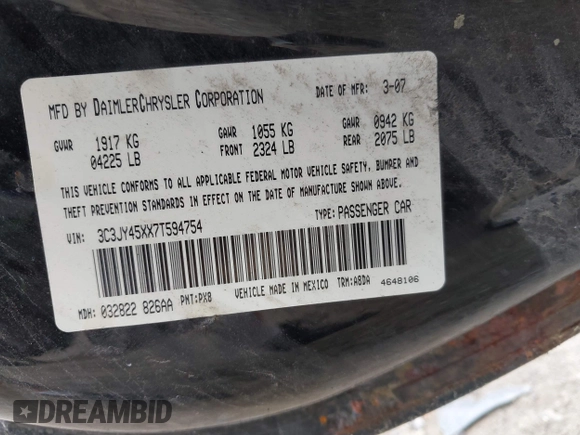 MFD BY DAIMLERCHRYSLER CORPORATION DATE OF MFR: 3-07
GVWR 1917 KG 04225 LB GAWR FRONT 1055 KG 2324 LB GAWR REAR 0942 KG 2075 LB
THIS VEHICLE CONFORMS TO ALL APPLICABLE FEDERAL MOTOR VEHICLE SAFETY, BUMPER AND
THEFT PREVENTION STANDARDS IN EFFECT ON THE DATE OF MANUFACTURE SHOWN ABOVE.
VIN: 3C3JY45XX7T594754 TYPE: PASSENGER CAR
MDH: 032822 826AA PNT: PX8 VEHICLE MADE IN MEXICO TRM: A8DA 4648106
DREAMBID